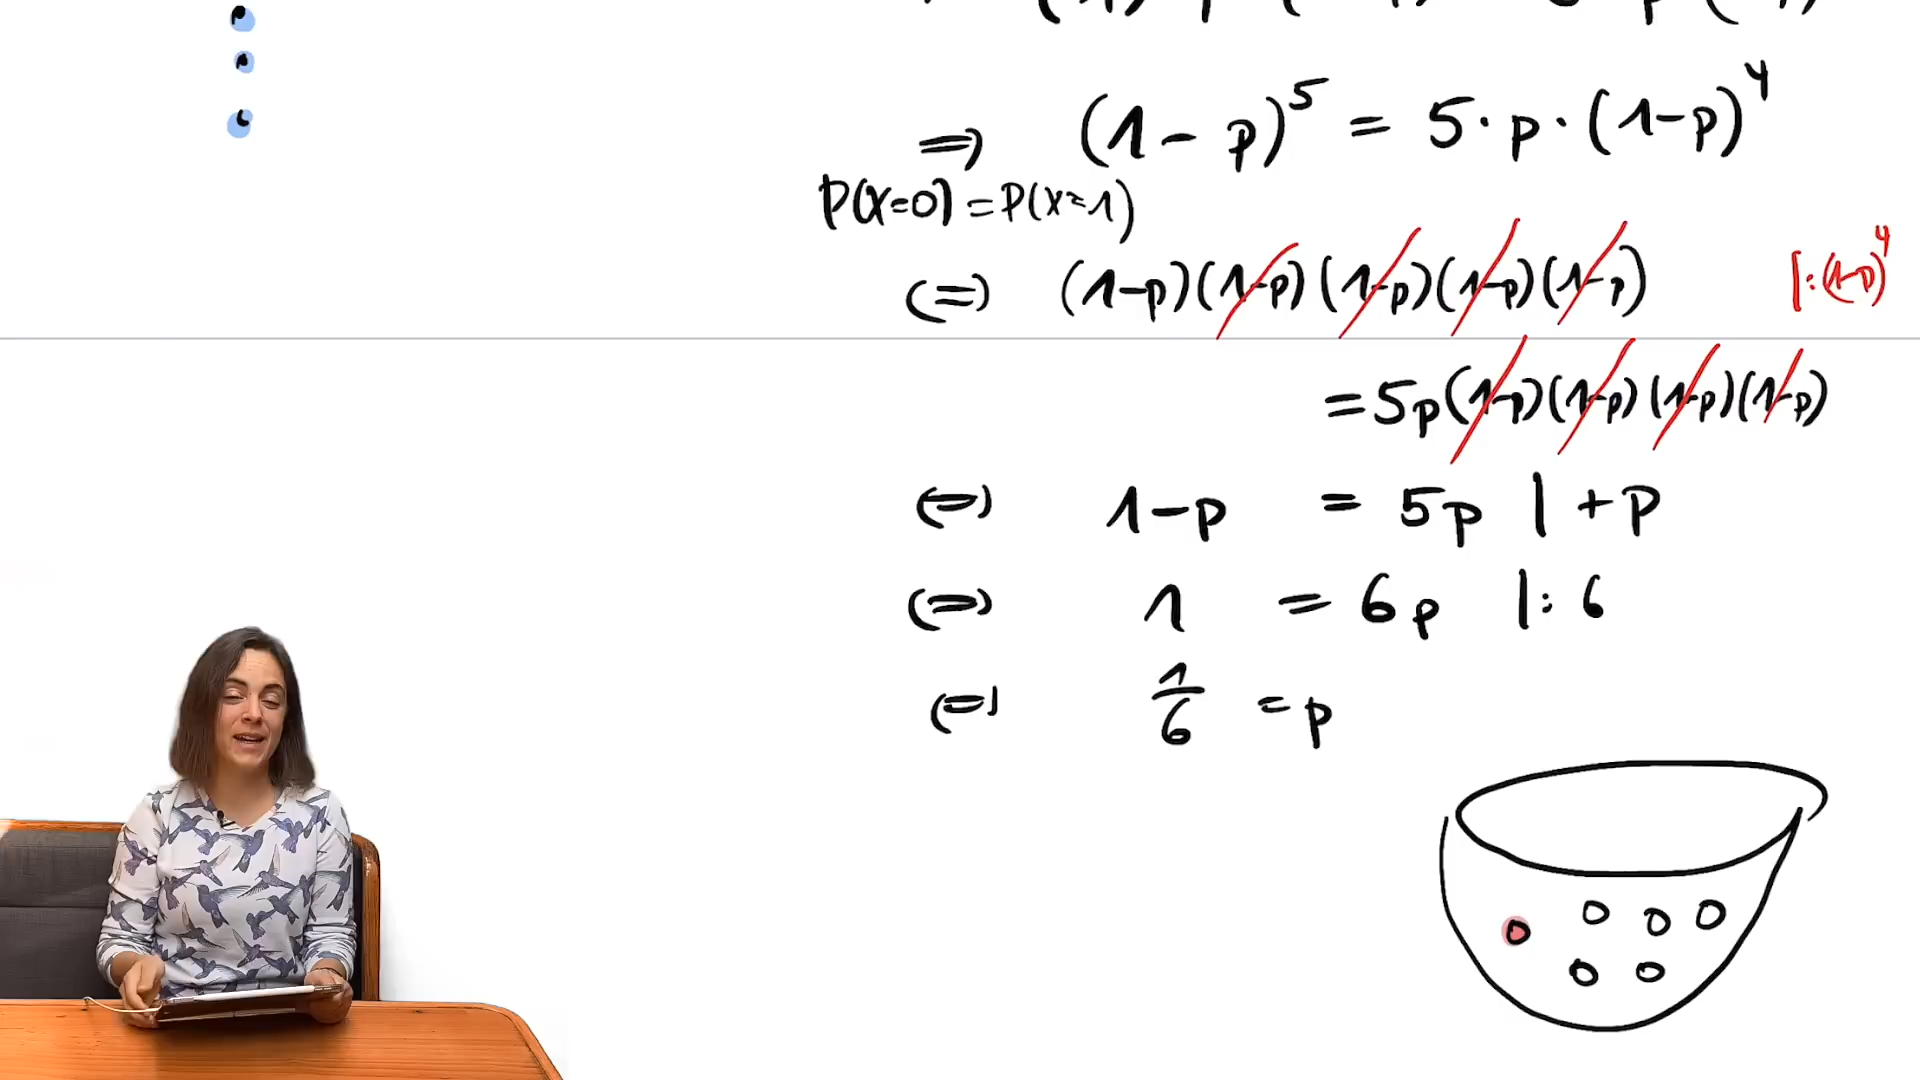 (1 - p)⁵ = 5 · p · (1-p)⁴
⇒
P(X=0) = P(X=1)
(=) (1-p)(1-p)(1-p)(1-p)(1-p) |:(1-p)⁴
= 5p(1-p)(1-p)(1-p)(1-p)
(=) 1-p = 5p | +p
(=) 1 = 6p |: 6
(=) 1/6 = p